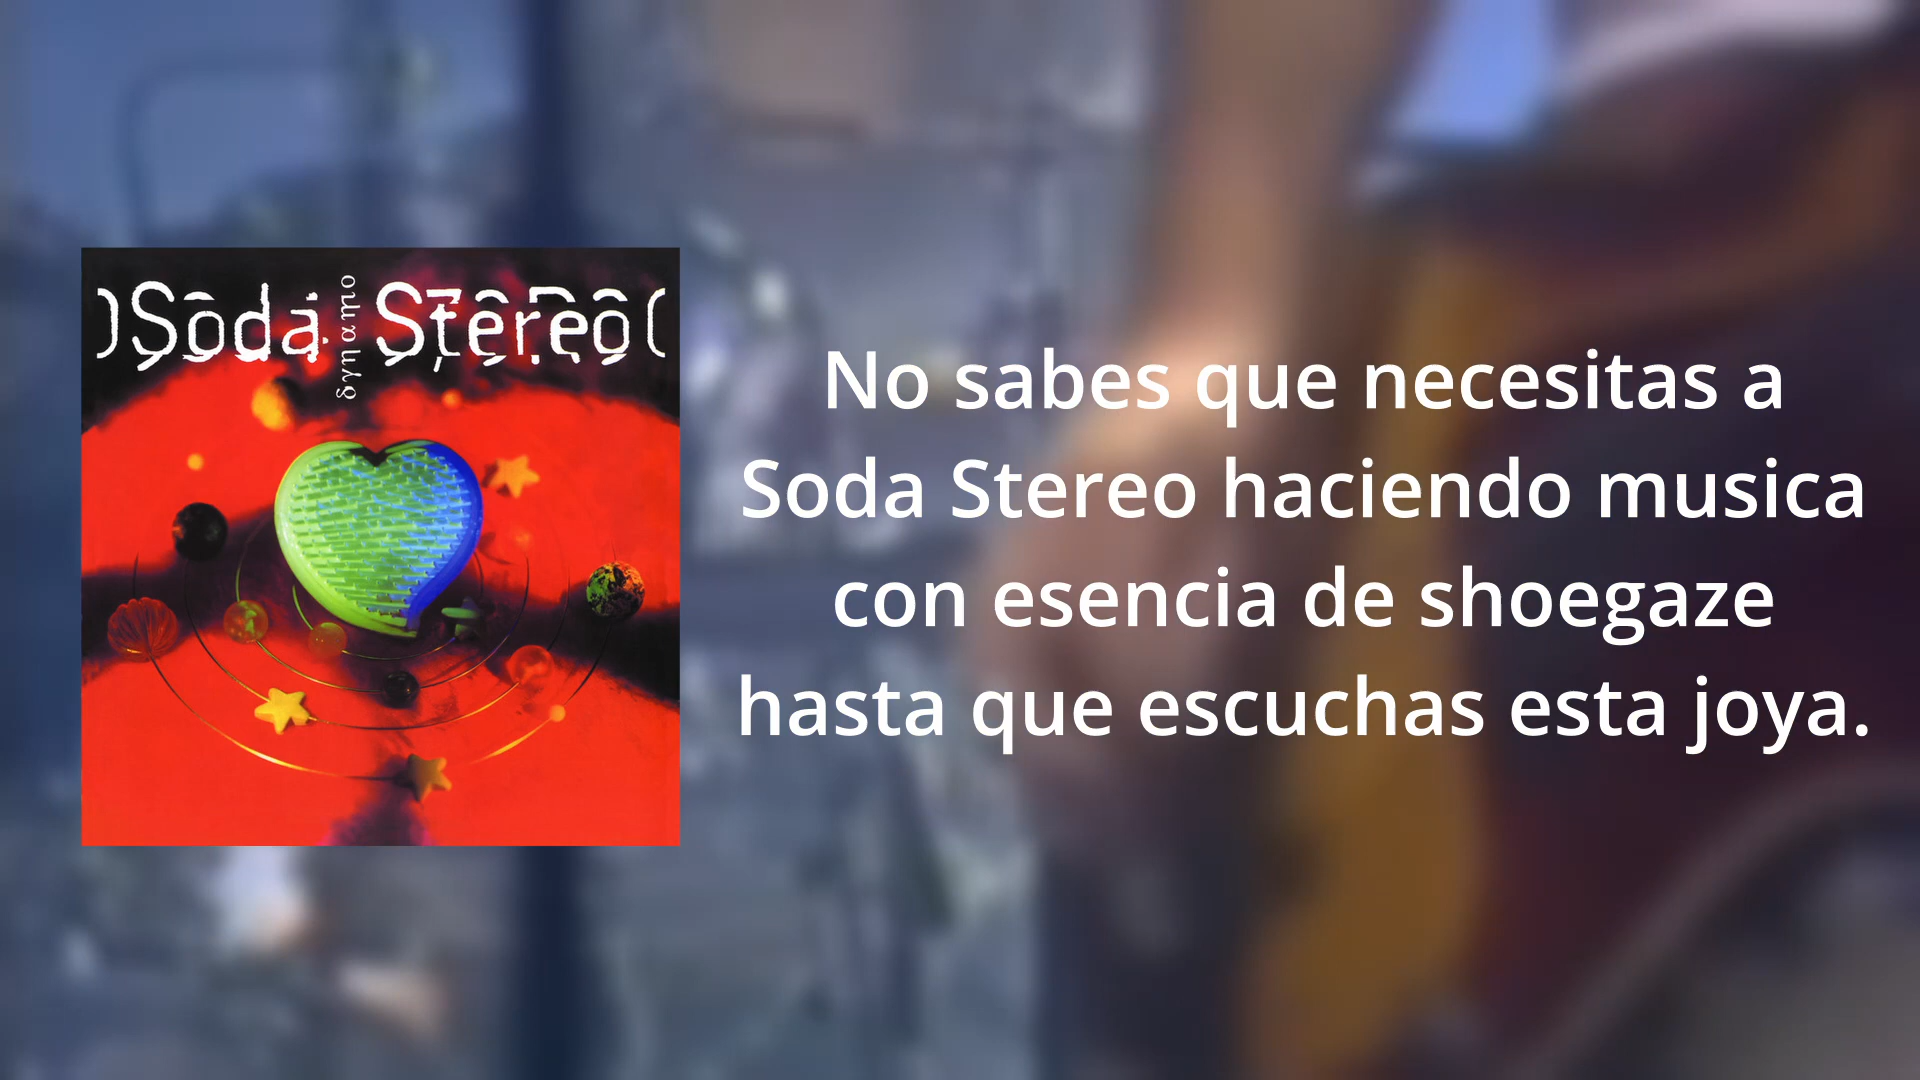 )Soda Stereo(
δγηαmο
No sabes que necesitas a
Soda Stereo haciendo musica
con esencia de shoegaze
hasta que escuchas esta joya.